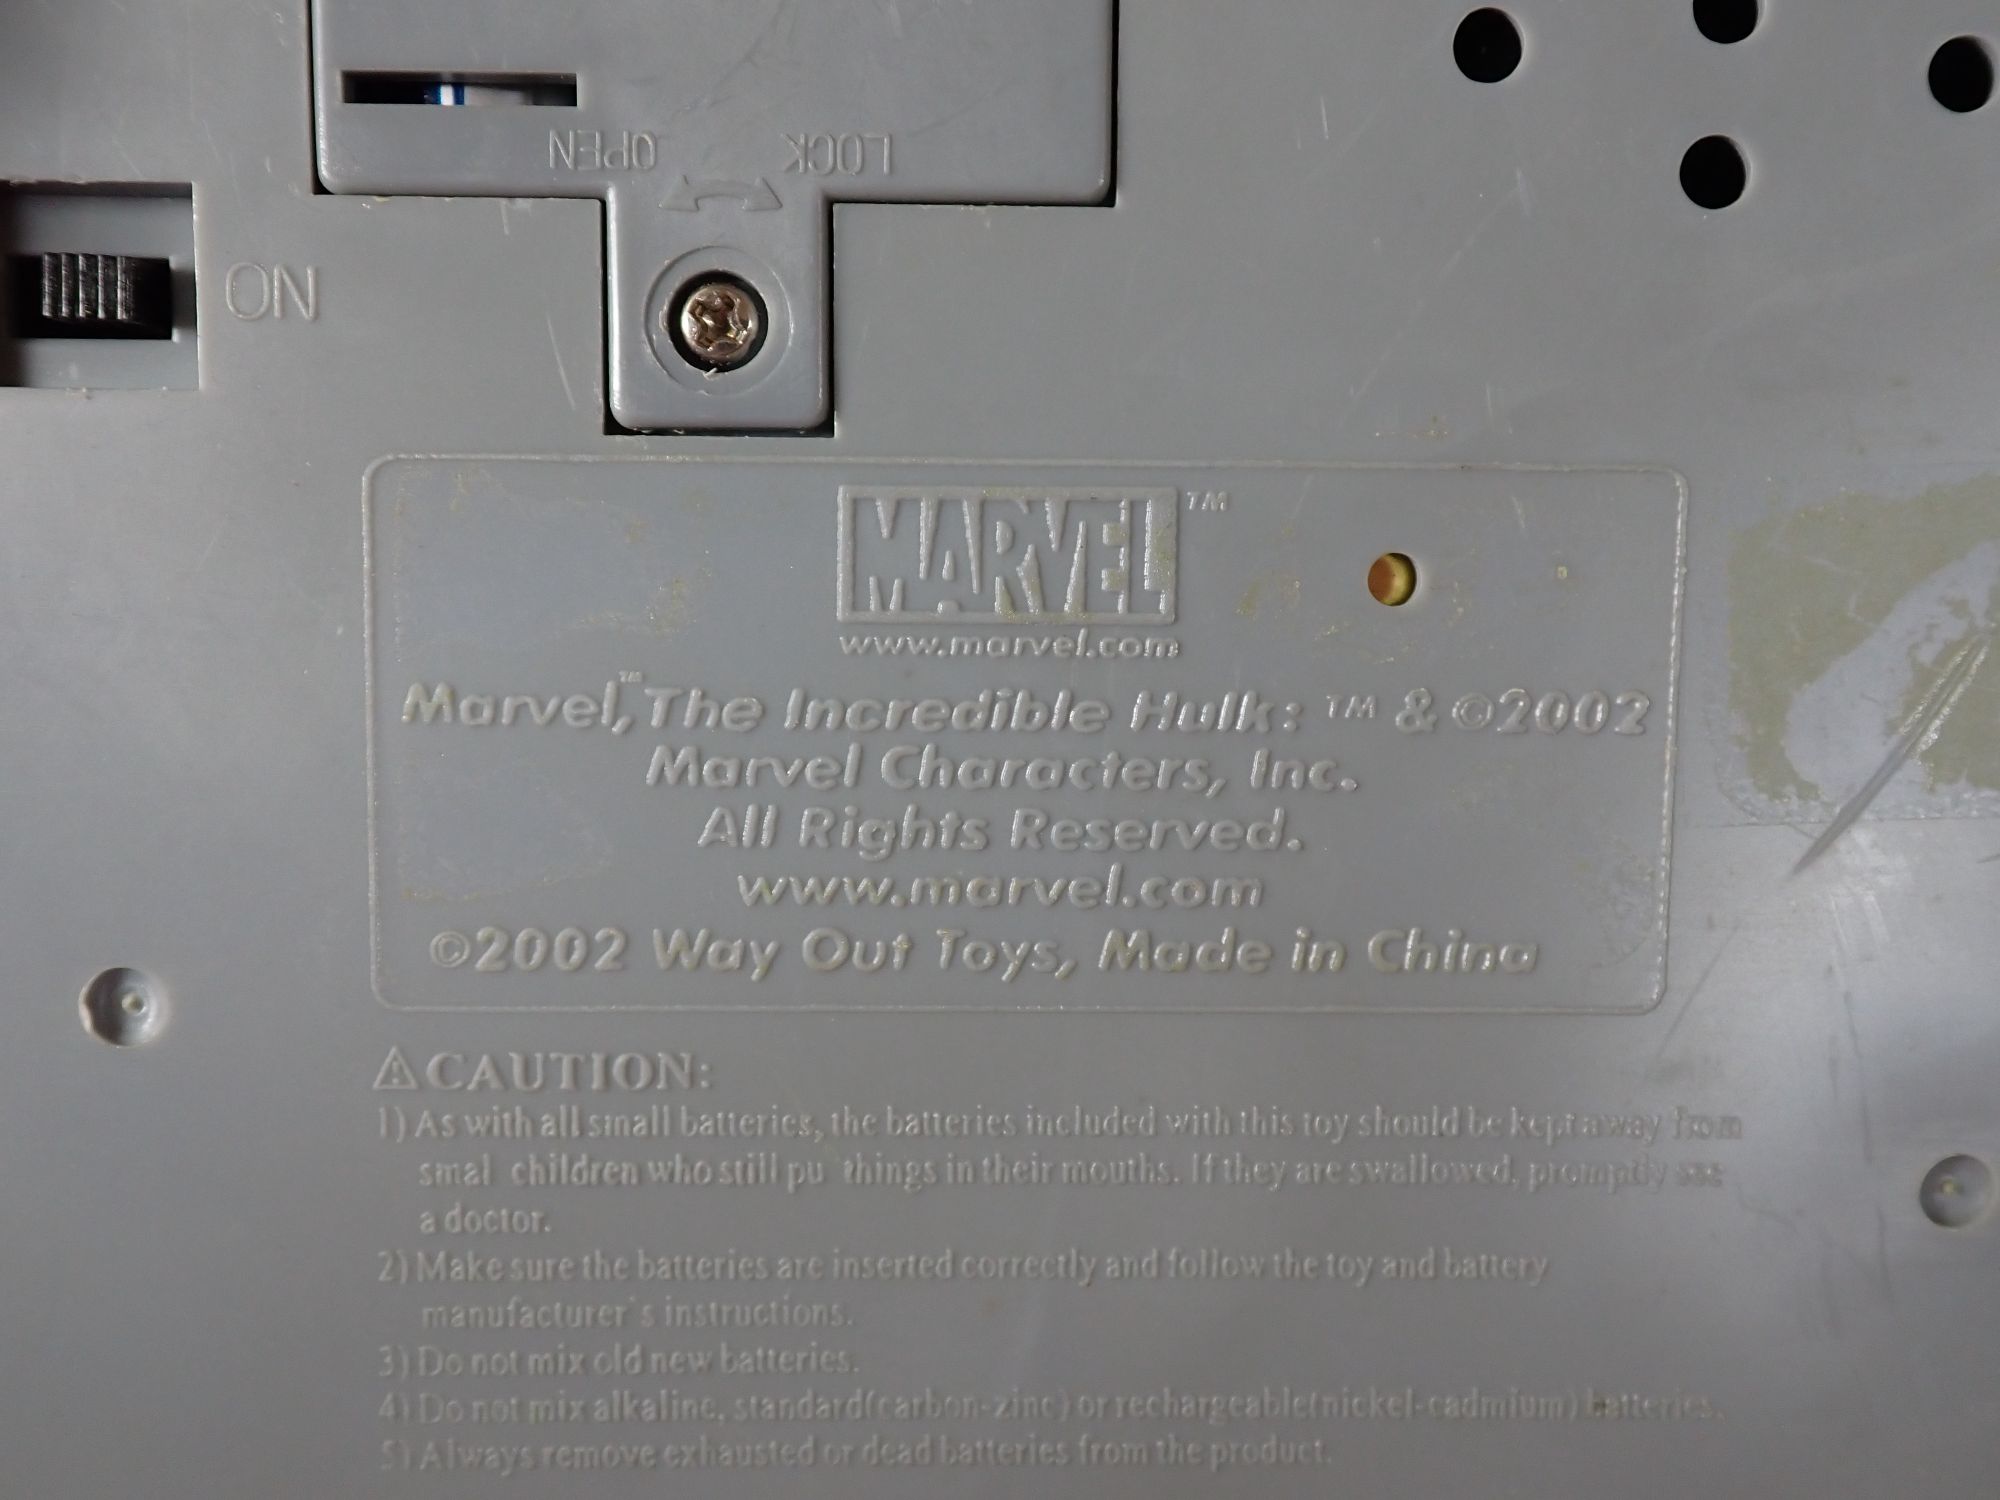 OPEN LOCK
ON
MARVEL™
www.marvel.com
Marvel,™ The Incredible Hulk: ™ & ©2002
Marvel Characters, Inc.
All Rights Reserved.
www.marvel.com
©2002 Way Out Toys, Made in China
⚠CAUTION:
1) As with all small batteries, the batteries included with this toy should be kept away from
smal children who still pu things in their mouths. If they are swallowed, promptly see
a doctor.
2) Make sure the batteries are inserted correctly and follow the toy and battery
manufacturer's instructions.
3) Do not mix old new batteries.
4) Do not mix alkaline, standard(carbon-zinc) or rechargeable(nickel-cadmium) batteries.
5) Always remove exhausted or dead batteries from the product.